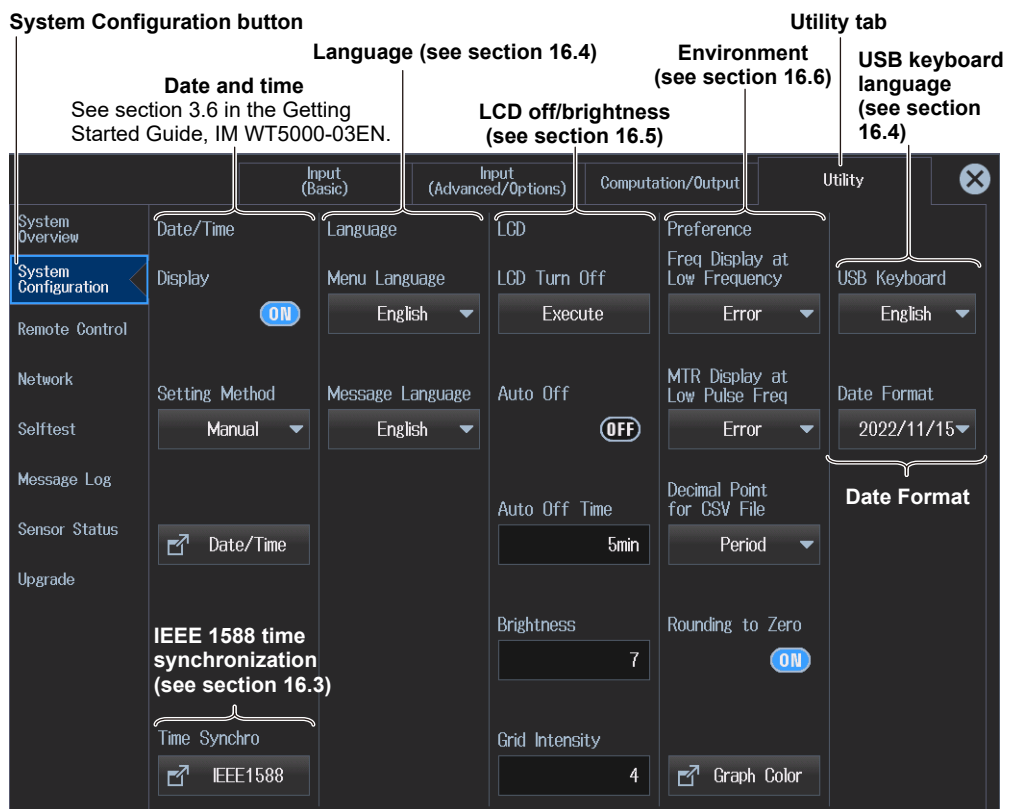 System Configuration button
Utility tab
Language (see section 16.4)
Environment
(see section 16.6)
USB keyboard
language
(see section
16.4)
Date and time
See section 3.6 in the Getting
Started Guide, IM WT5000-03EN.
LCD off/brightness
(see section 16.5)
Input
(Basic)
Input
(Advanced/Options)
Computation/Output
Utility
System
Overview
System
Configuration
Remote Control
Network
Selftest
Message Log
Sensor Status
Upgrade
Date/Time
Display
ON
Setting Method
Manual
Date/Time
IEEE 1588 time
synchronization
(see section 16.3)
Time Synchro
IEEE1588
Language
Menu Language
English
Message Language
English
LCD
LCD Turn Off
Execute
Auto Off
OFF
Auto Off Time
5min
Brightness
7
Grid Intensity
4
Preference
Freq Display at
Low Frequency
Error
MTR Display at
Low Pulse Freq
Error
Decimal Point
for CSV File
Period
Rounding to Zero
ON
Graph Color
USB Keyboard
English
Date Format
2022/11/15
Date Format